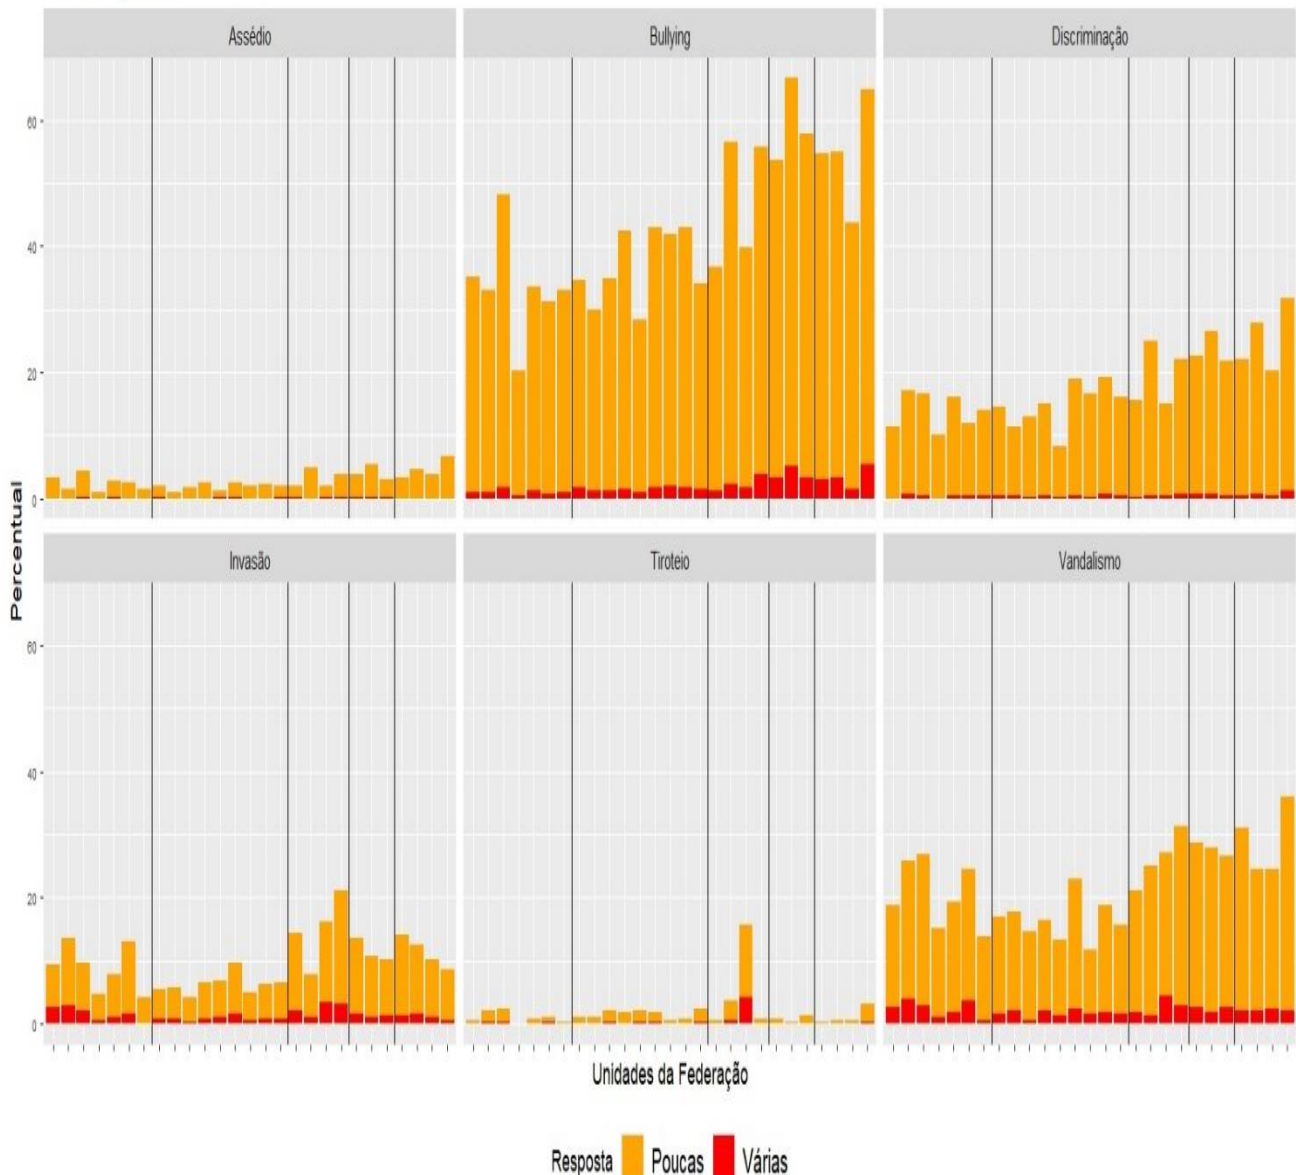 Assédio Bullying Discriminação
60
40
20
0
Percentual
Invasão Tiroteio Vandalismo
60
40
20
0
Unidades da Federação
Resposta Poucas Várias